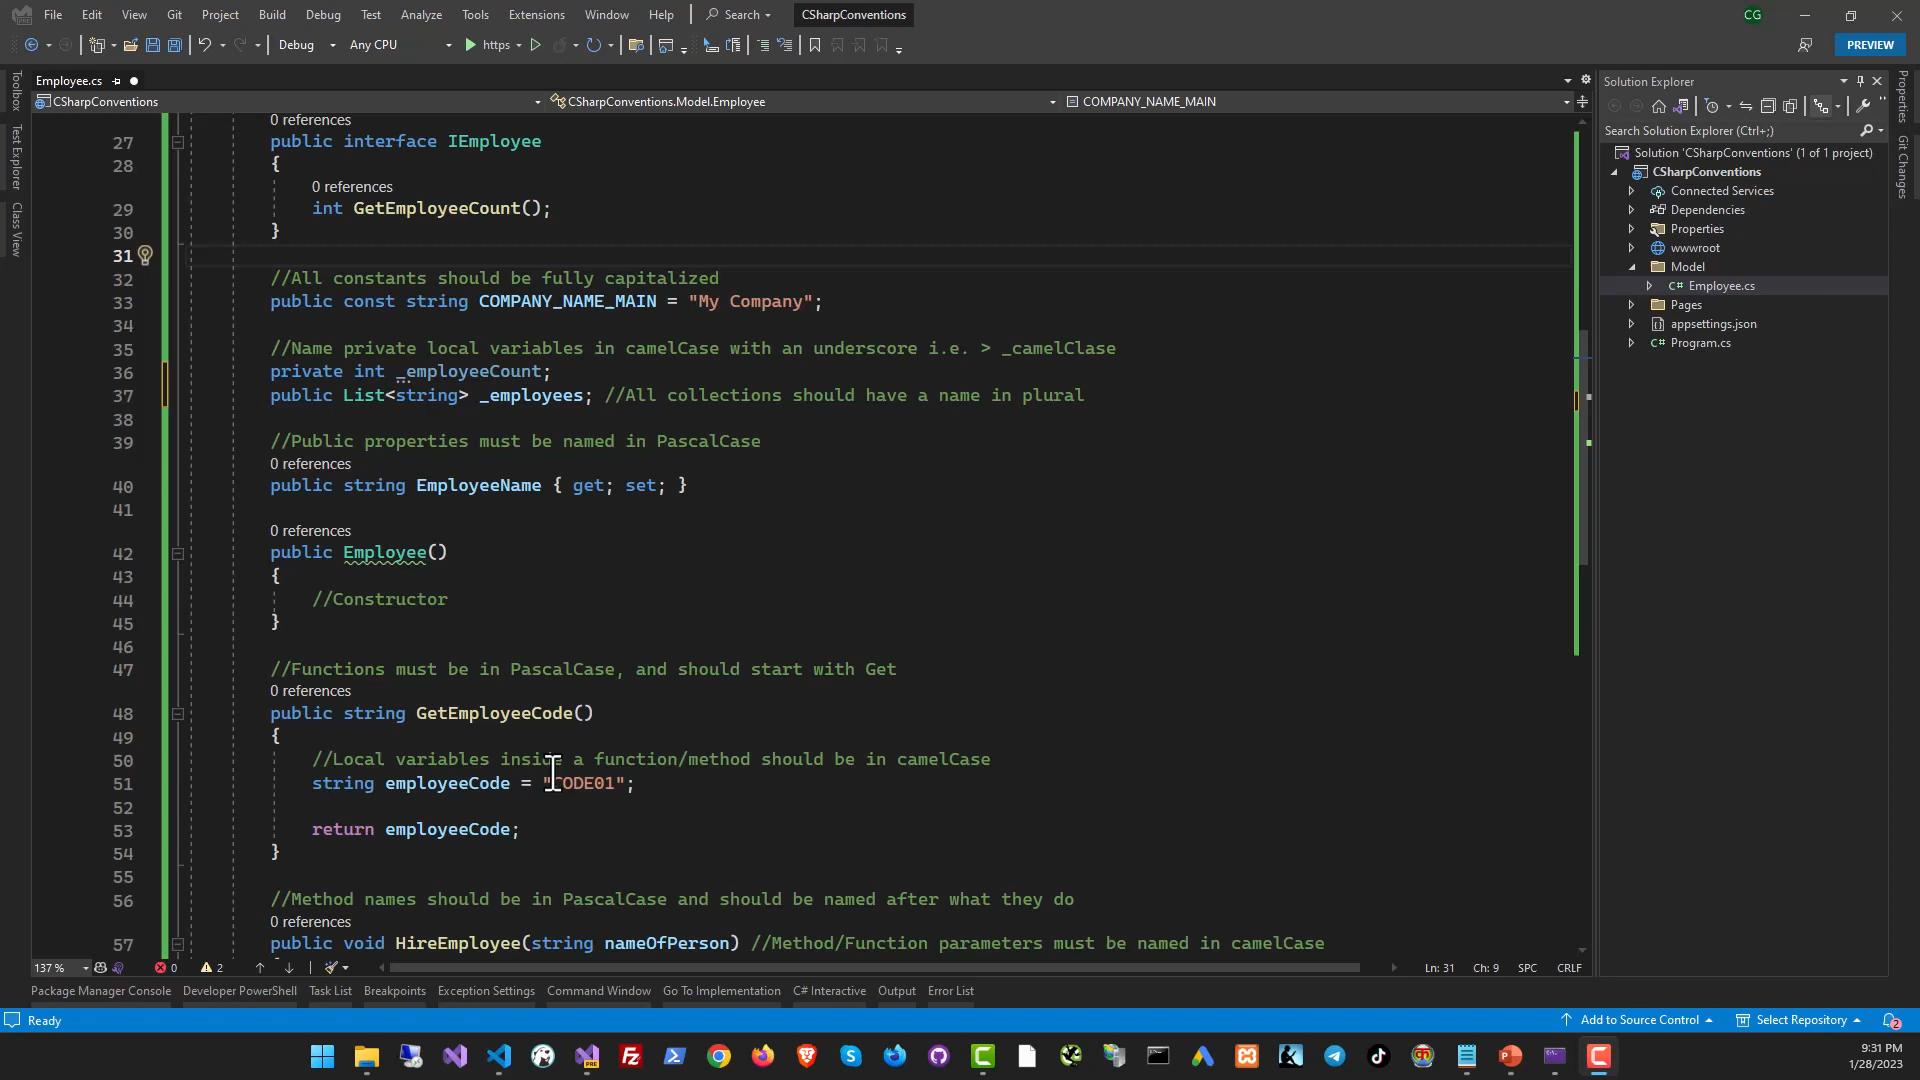 File Edit View Git Project Build Debug Test Analyze Tools Extensions Window Help Search CSharpConventions CG
Debug Any CPU https PREVIEW
Employee.cs
CSharpConventions CSharpConventions.Model.Employee COMPANY_NAME_MAIN
Toolbox
Test Explorer
Class View
0 references
27 public interface IEmployee
28 {
0 references
29 int GetEmployeeCount();
30 }
31
32 //All constants should be fully capitalized
33 public const string COMPANY_NAME_MAIN = "My Company";
34
35 //Name private local variables in camelCase with an underscore i.e. > _camelClase
36 private int _employeeCount;
37 public List<string> _employees; //All collections should have a name in plural
38
39 //Public properties must be named in PascalCase
0 references
40 public string EmployeeName { get; set; }
41
0 references
42 public Employee()
43 {
44 //Constructor
45 }
46
47 //Functions must be in PascalCase, and should start with Get
0 references
48 public string GetEmployeeCode()
49 {
50 //Local variables inside a function/method should be in camelCase
51 string employeeCode = "CODE01";
52
53 return employeeCode;
54 }
55
56 //Method names should be in PascalCase and should be named after what they do
0 references
57 public void HireEmployee(string nameOfPerson) //Method/Function parameters must be named in camelCase
137 % 0 2 Ln: 31 Ch: 9 SPC CRLF
Solution Explorer
Search Solution Explorer (Ctrl+;)
Solution 'CSharpConventions' (1 of 1 project)
CSharpConventions
Connected Services
Dependencies
Properties
wwwroot
Model
C# Employee.cs
Pages
appsettings.json
C# Program.cs
Properties
Git Changes
Package Manager Console Developer PowerShell Task List Breakpoints Exception Settings Command Window Go To Implementation C# Interactive Output Error List
Ready Add to Source Control Select Repository 2
9:31 PM
1/28/2023